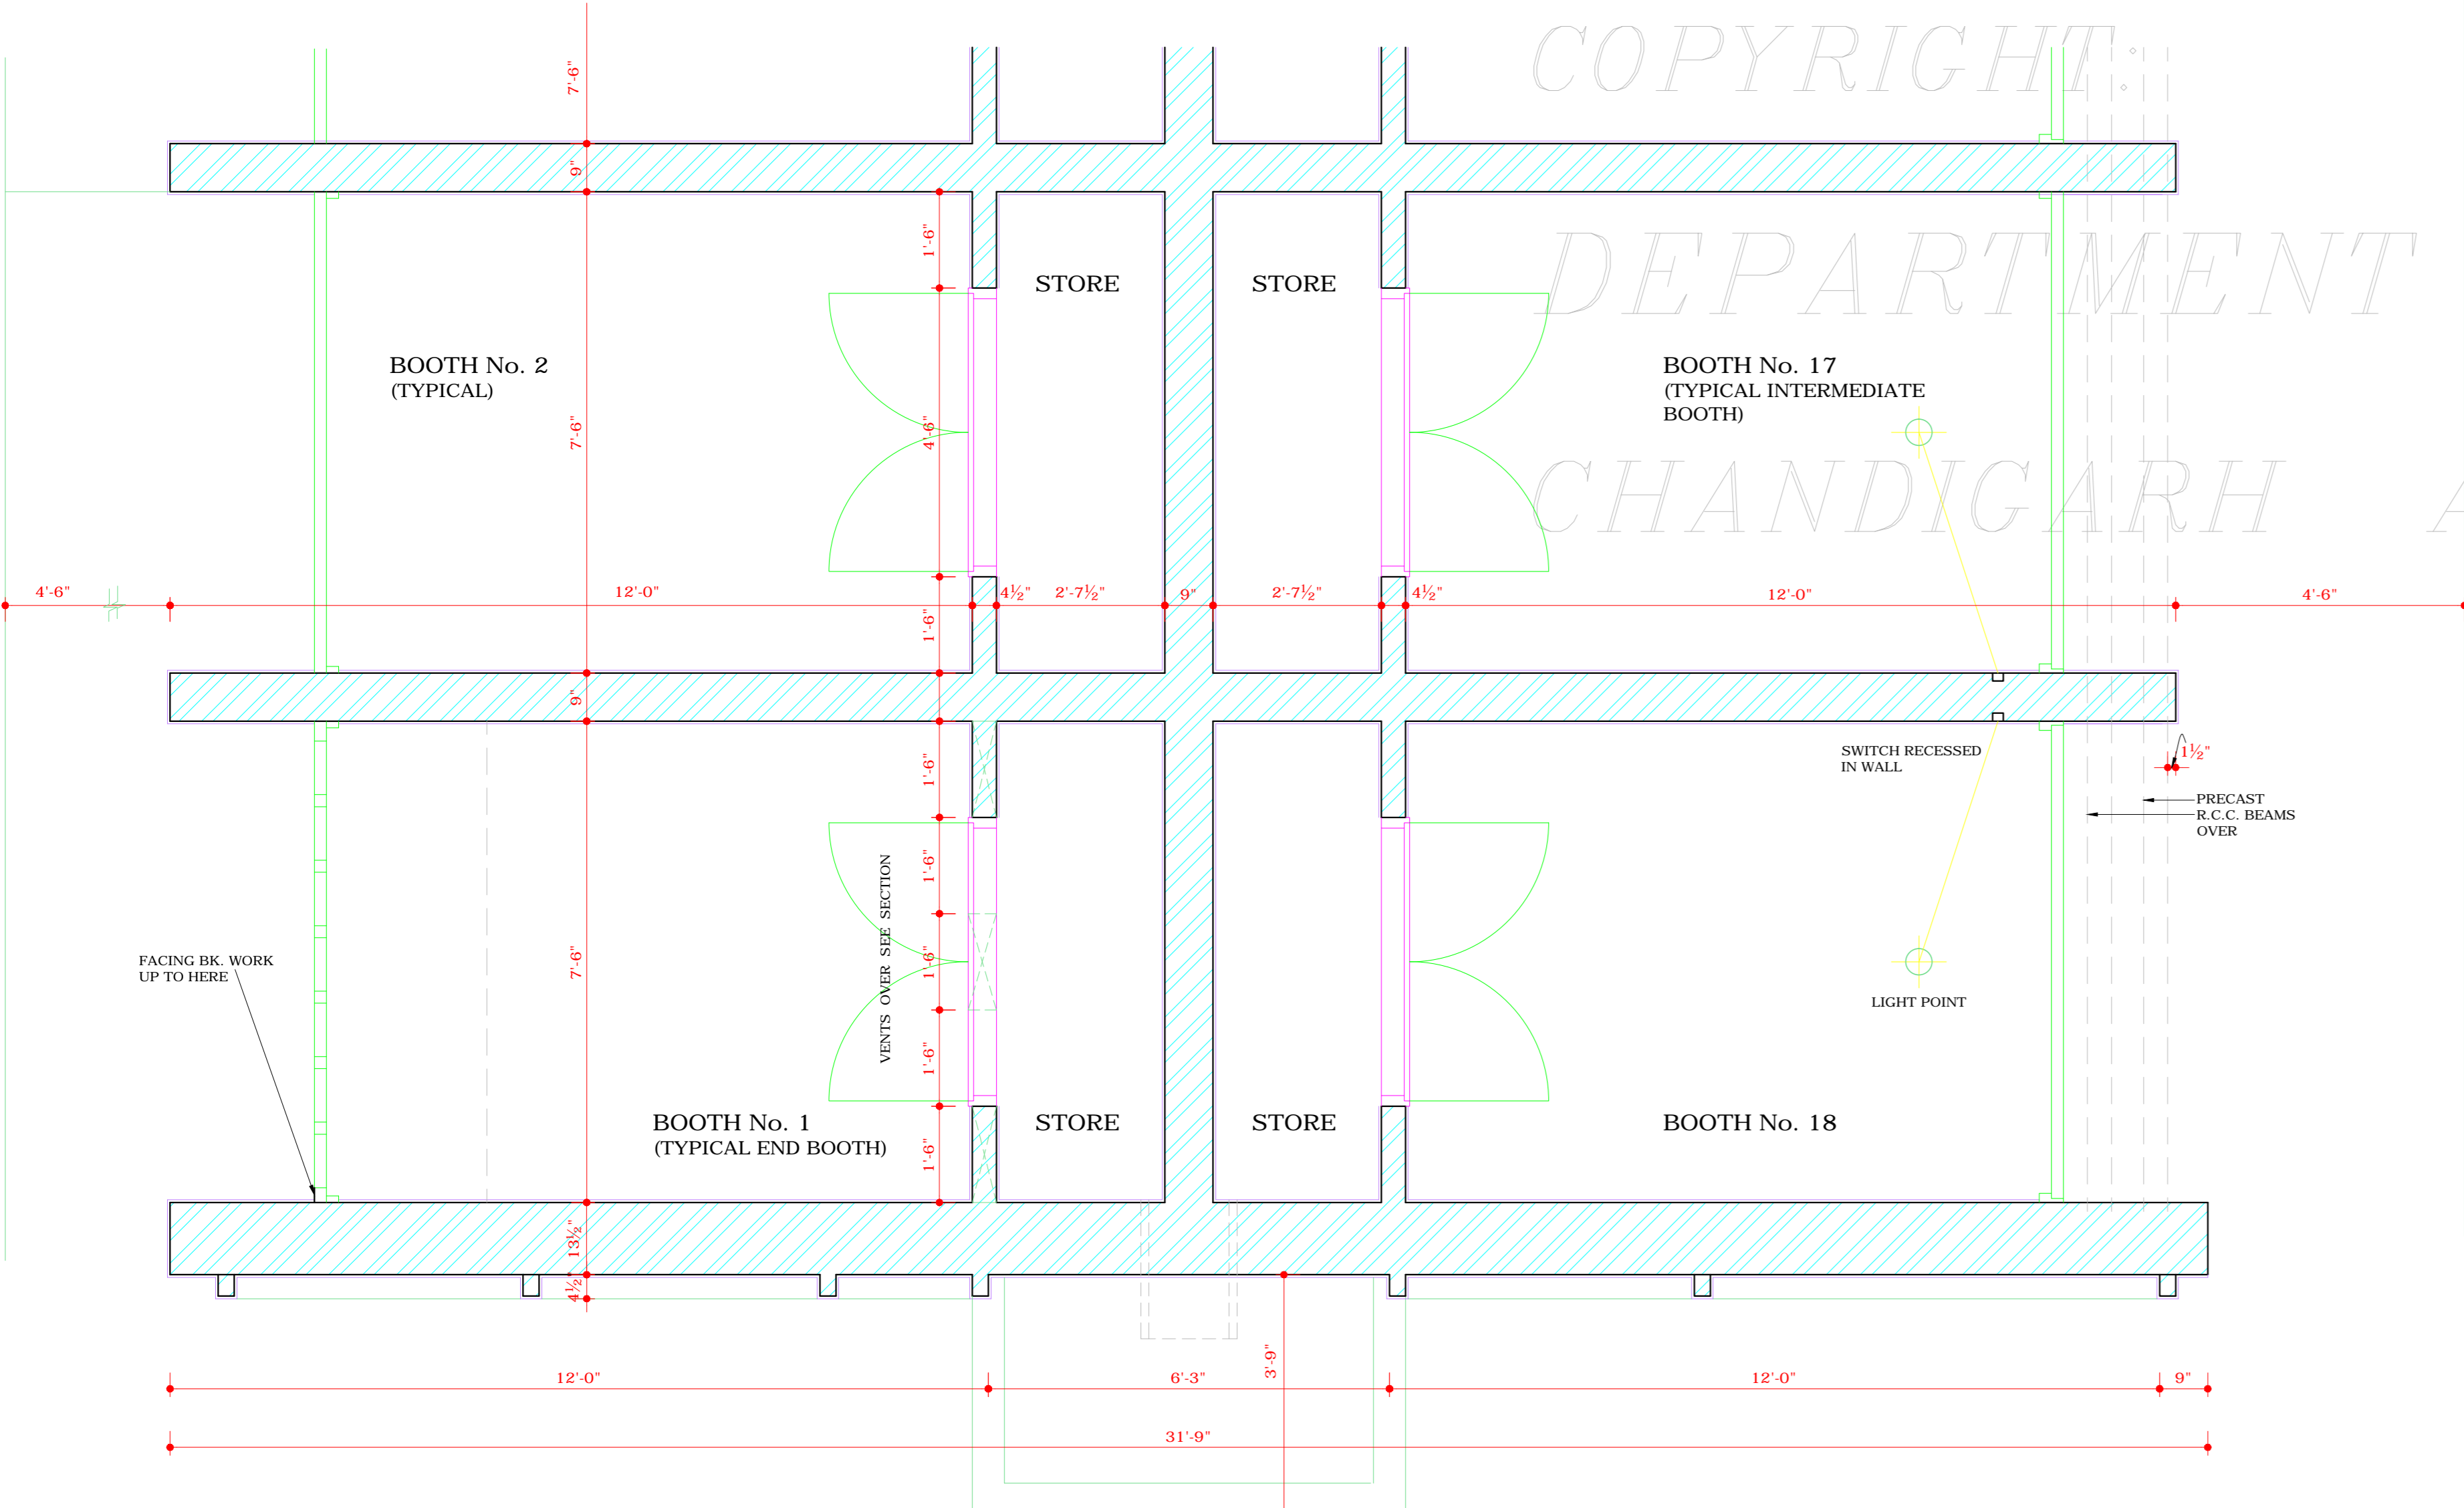 COPYRIGHT:
7'-6"
9"
DEPARTMENT
1'-6"
STORE
STORE
BOOTH No. 2
(TYPICAL)
BOOTH No. 17
(TYPICAL INTERMEDIATE
BOOTH)
7'-6"
4'-6"
CHANDIGARH A
4'-6"
12'-0"
4½"
2'-7½"
9"
2'-7½"
4½"
12'-0"
4'-6"
1'-6"
9"
1'-6"
SWITCH RECESSED
IN WALL
1½"
PRECAST
R.C.C. BEAMS
OVER
1'-6"
VENTS OVER SEE SECTION
FACING BK. WORK
UP TO HERE
7'-6"
1'-6"
LIGHT POINT
1'-6"
BOOTH No. 1
(TYPICAL END BOOTH)
STORE
STORE
BOOTH No. 18
1'-6"
13½"
4½"
3'-9"
12'-0"
6'-3"
12'-0"
9"
31'-9"